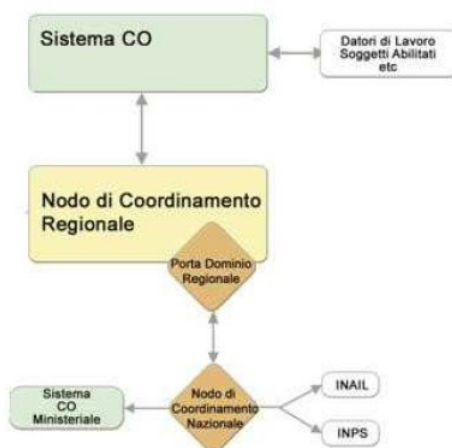 Sistema CO
Datori di Lavoro
Soggetti Abilitati
etc
Nodo di Coordinamento
Regionale
Porta Dominio
Regionale
Sistema
CO
Ministeriale
Nodo di
Coordinamento
Nazionale
INAIL
INPS